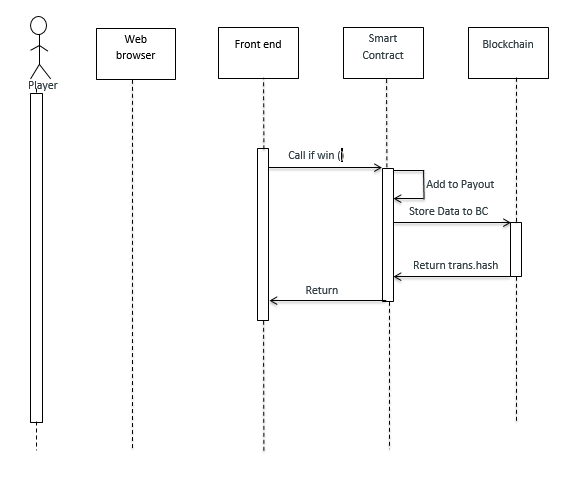 Player
Web
browser
Front end
Smart
Contract
Blockchain
Call if win ()
Add to Payout
Store Data to BC
Return trans.hash
Return